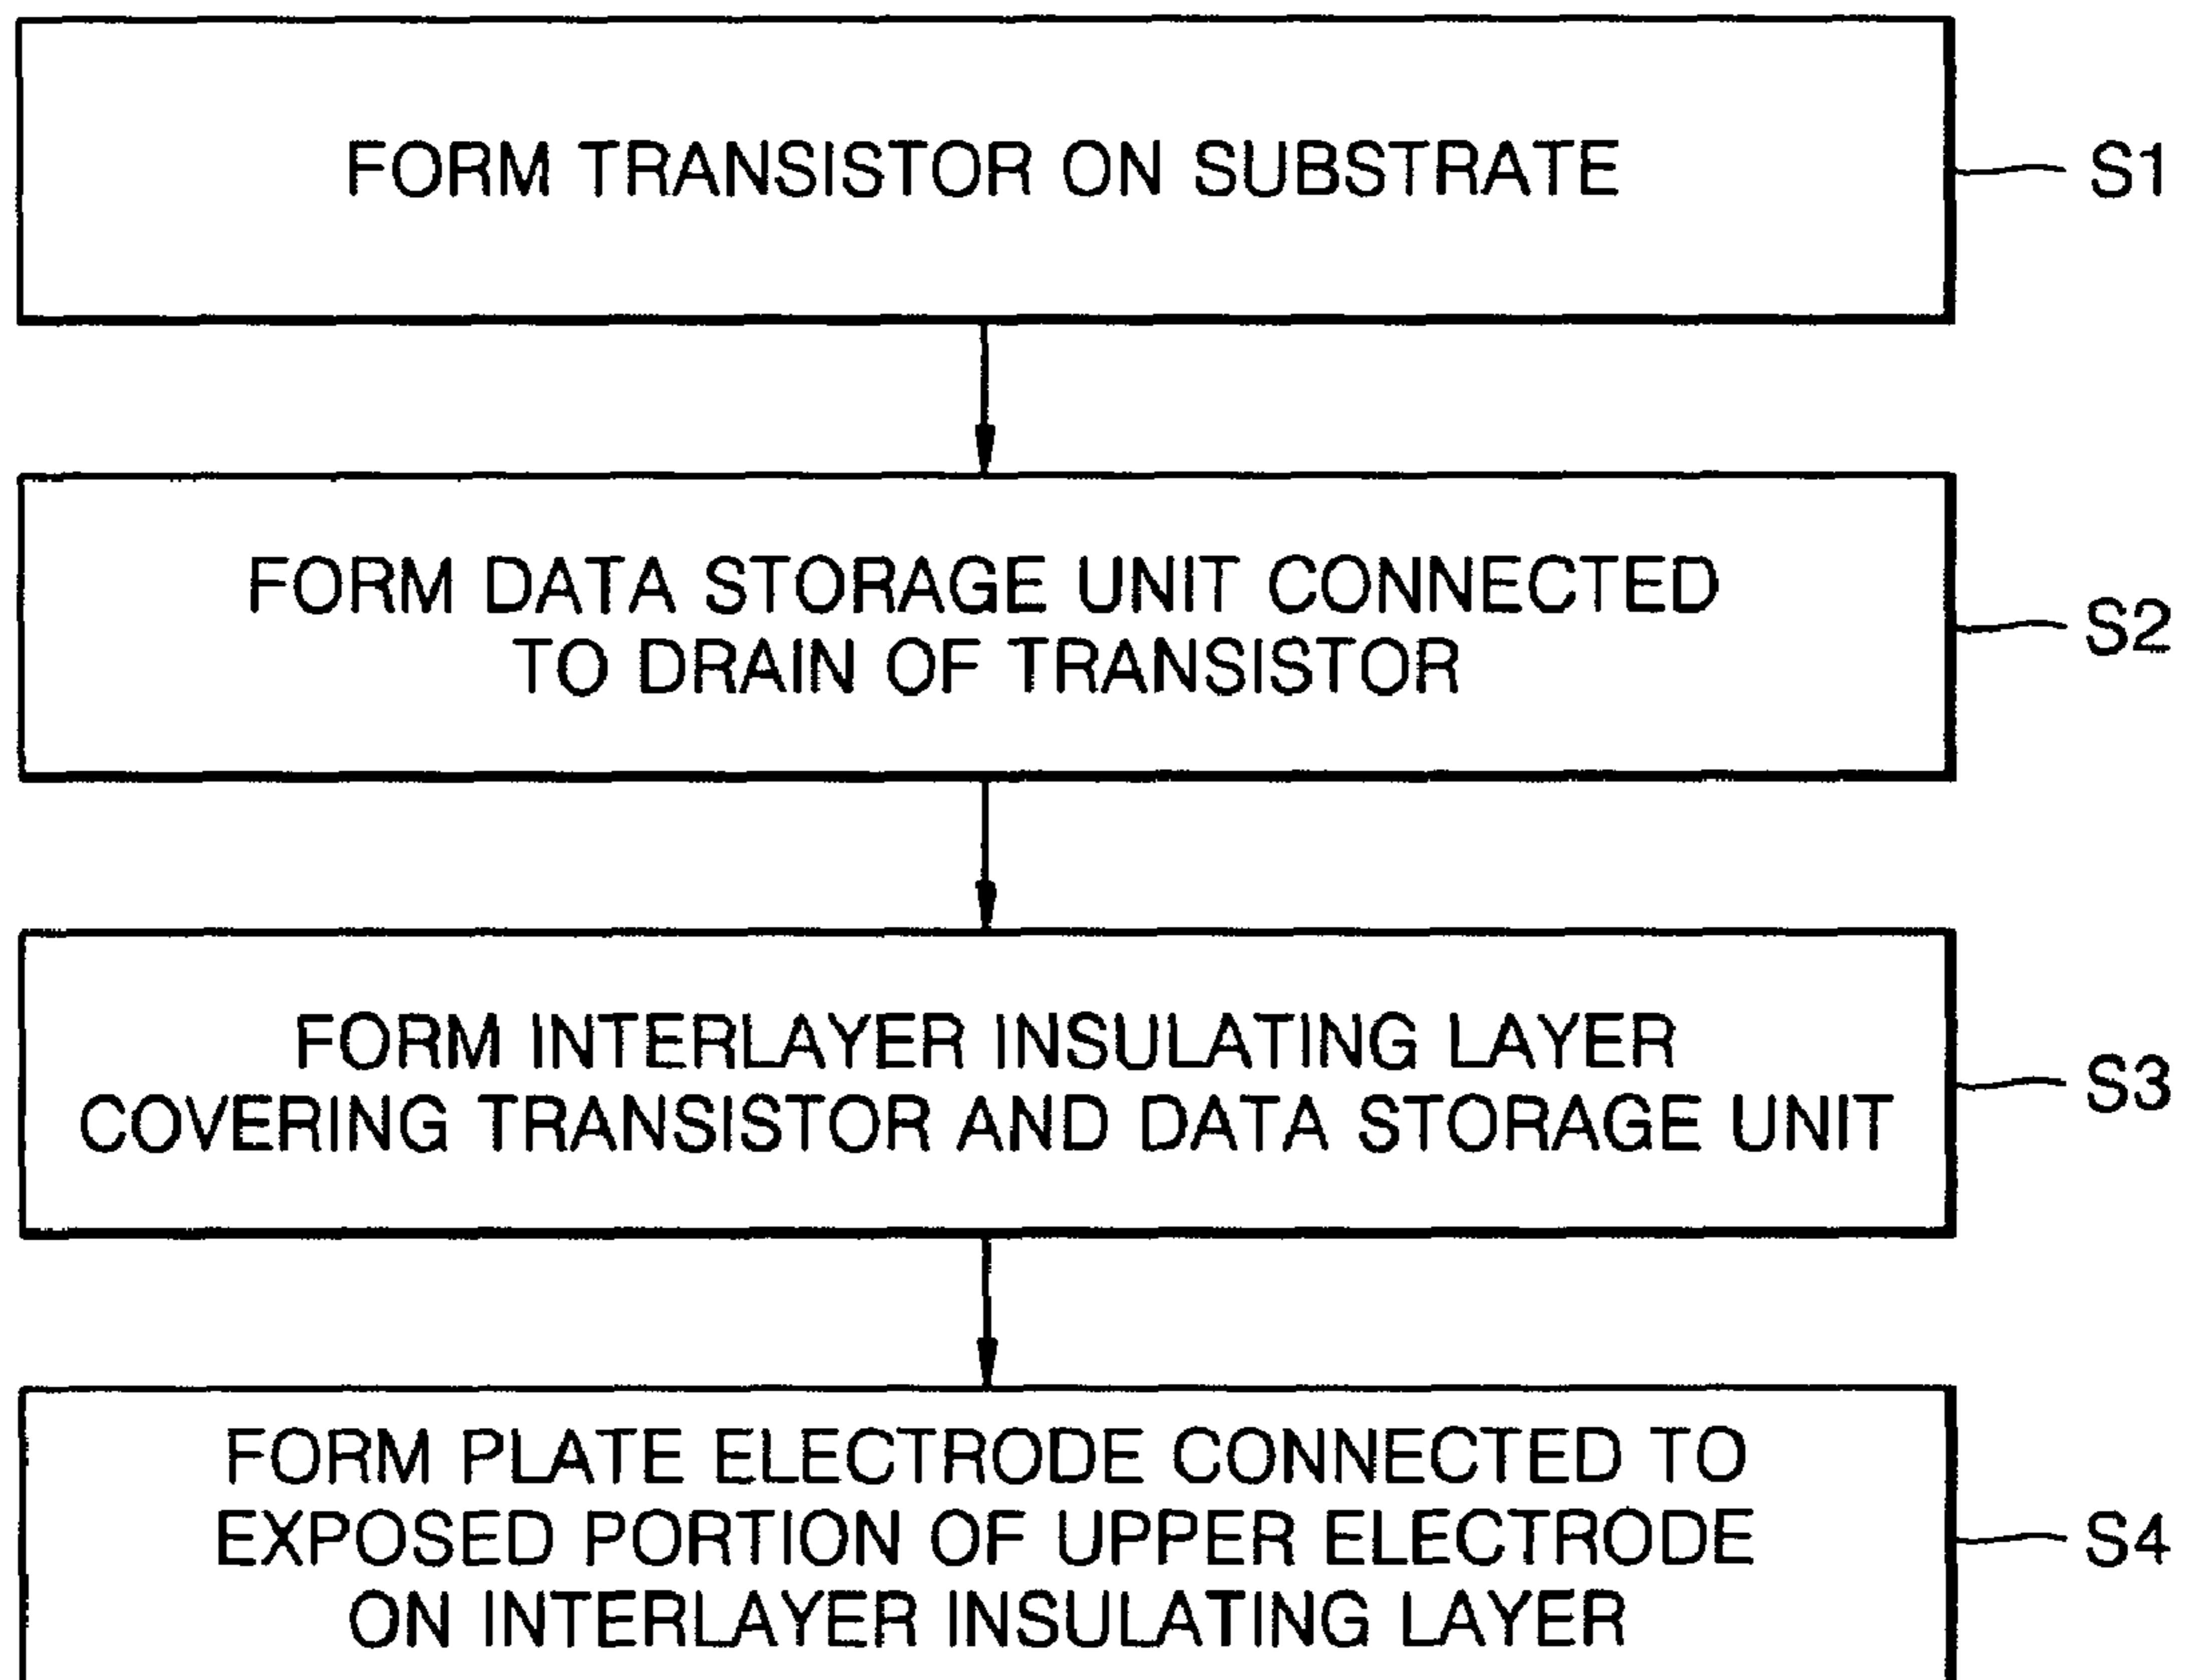 FORM TRANSISTOR ON SUBSTRATE
S1
FORM DATA STORAGE UNIT CONNECTED
TO DRAIN OF TRANSISTOR
S2
FORM INTERLAYER INSULATING LAYER
COVERING TRANSISTOR AND DATA STORAGE UNIT
S3
FORM PLATE ELECTRODE CONNECTED TO
EXPOSED PORTION OF UPPER ELECTRODE
ON INTERLAYER INSULATING LAYER
S4